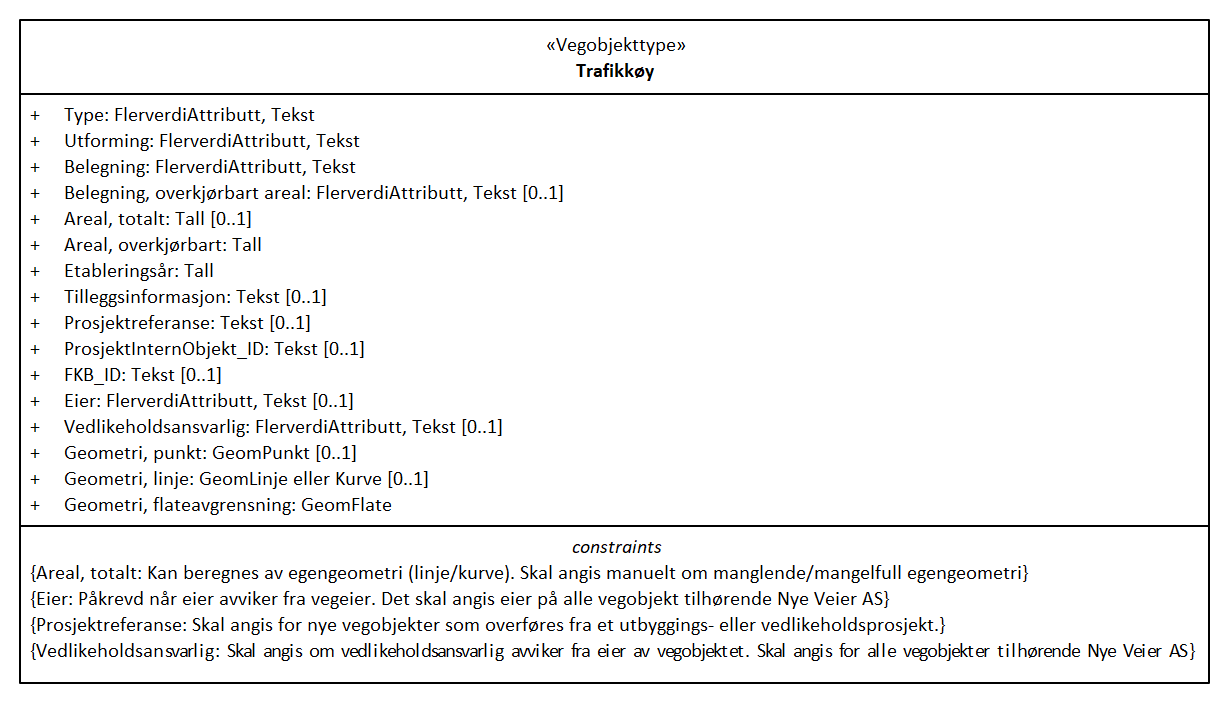 «Vegobjekttype»
Trafikkøy
+ Type: FlerverdiAttributt, Tekst
+ Utforming: FlerverdiAttributt, Tekst
+ Belegning: FlerverdiAttributt, Tekst
+ Belegning, overkjørbart areal: FlerverdiAttributt, Tekst [0..1]
+ Areal, totalt: Tall [0..1]
+ Areal, overkjørbart: Tall
+ Etableringsår: Tall
+ Tilleggsinformasjon: Tekst [0..1]
+ Prosjektreferanse: Tekst [0..1]
+ ProsjektInternObjekt_ID: Tekst [0..1]
+ FKB_ID: Tekst [0..1]
+ Eier: FlerverdiAttributt, Tekst [0..1]
+ Vedlikeholdsansvarlig: FlerverdiAttributt, Tekst [0..1]
+ Geometri, punkt: GeomPunkt [0..1]
+ Geometri, linje: GeomLinje eller Kurve [0..1]
+ Geometri, flateavgrensning: GeomFlate
constraints
{Areal, totalt: Kan beregnes av egengeometri (linje/kurve). Skal angis manuelt om manglende/mangelfull egengeometri}
{Eier: Påkrevd når eier avviker fra vegeier. Det skal angis eier på alle vegobjekt tilhørende Nye Veier AS}
{Prosjektreferanse: Skal angis for nye vegobjekter som overføres fra et utbyggings- eller vedlikeholdsprosjekt.}
{Vedlikeholdsansvarlig: Skal angis om vedlikeholdsansvarlig avviker fra eier av vegobjektet. Skal angis for alle vegobjekter tilhørende Nye Veier AS}